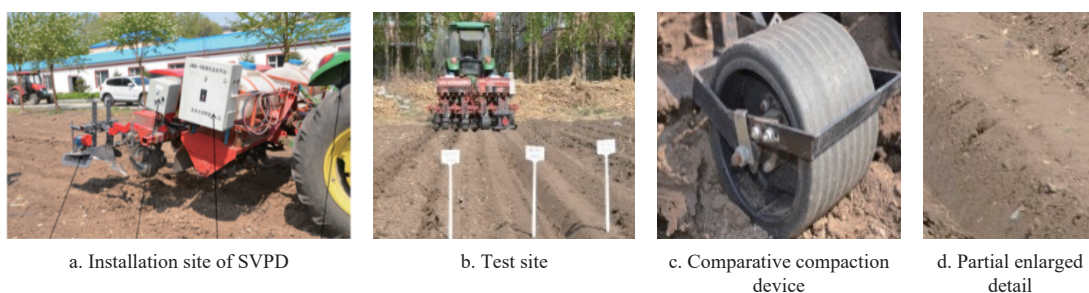 a. Installation site of SVPD
b. Test site
c. Comparative compaction
device
d. Partial enlarged
detail